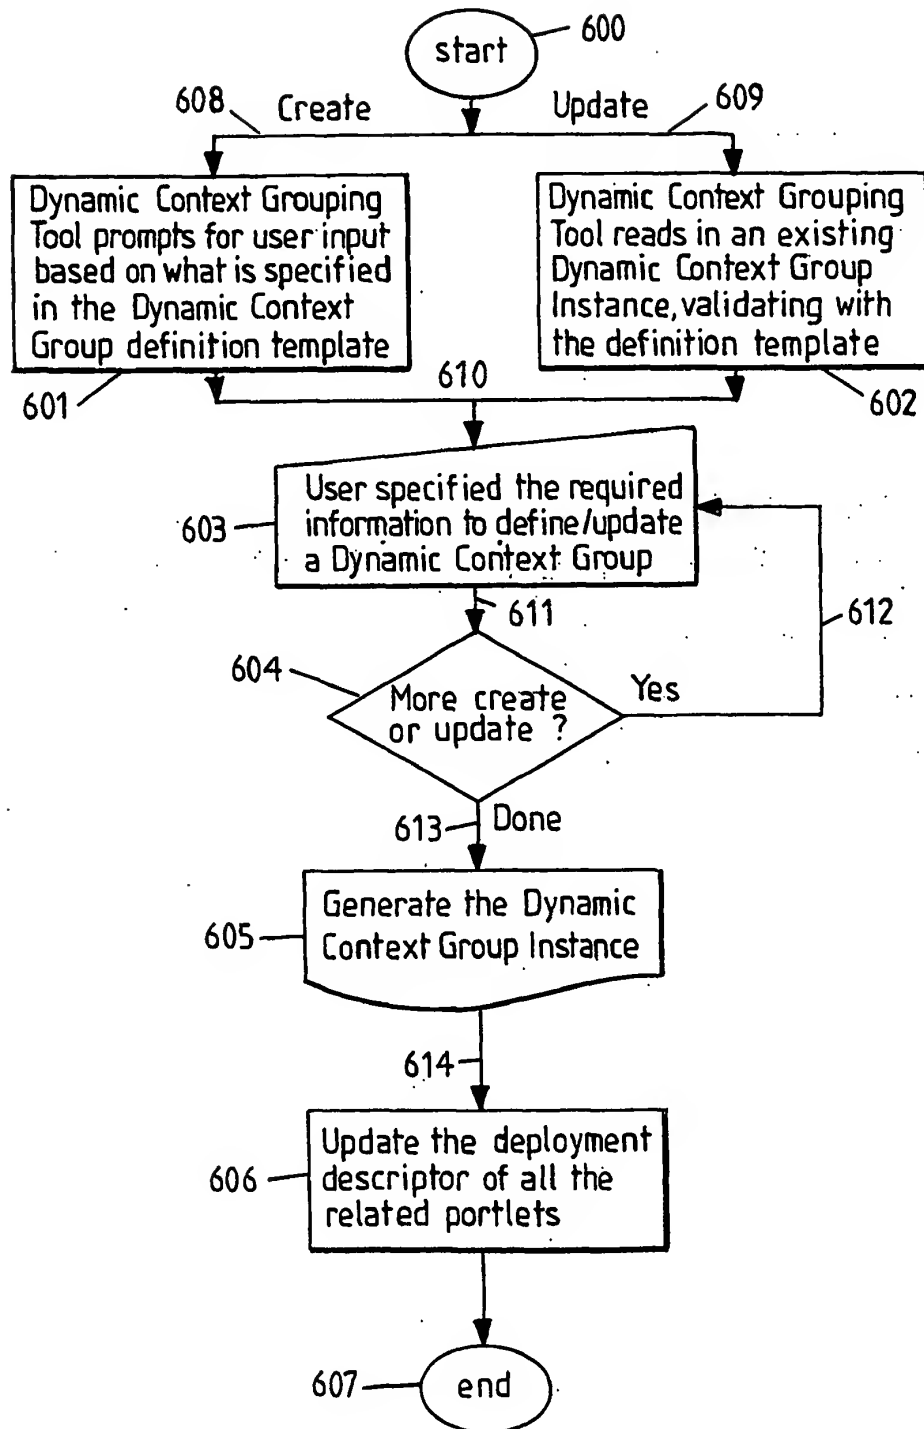 start
600
608
Create
Update
609
Dynamic Context Grouping
Tool prompts for user input
based on what is specified
in the Dynamic Context
Group definition template
Dynamic Context Grouping
Tool reads in an existing
Dynamic Context Group
Instance, validating with
the definition template
601
610
602
603
User specified the required
information to define/update
a Dynamic Context Group
611
612
604
More create
or update ?
Yes
613
Done
605
Generate the Dynamic
Context Group Instance
614
606
Update the deployment
descriptor of all the
related portlets
607
end